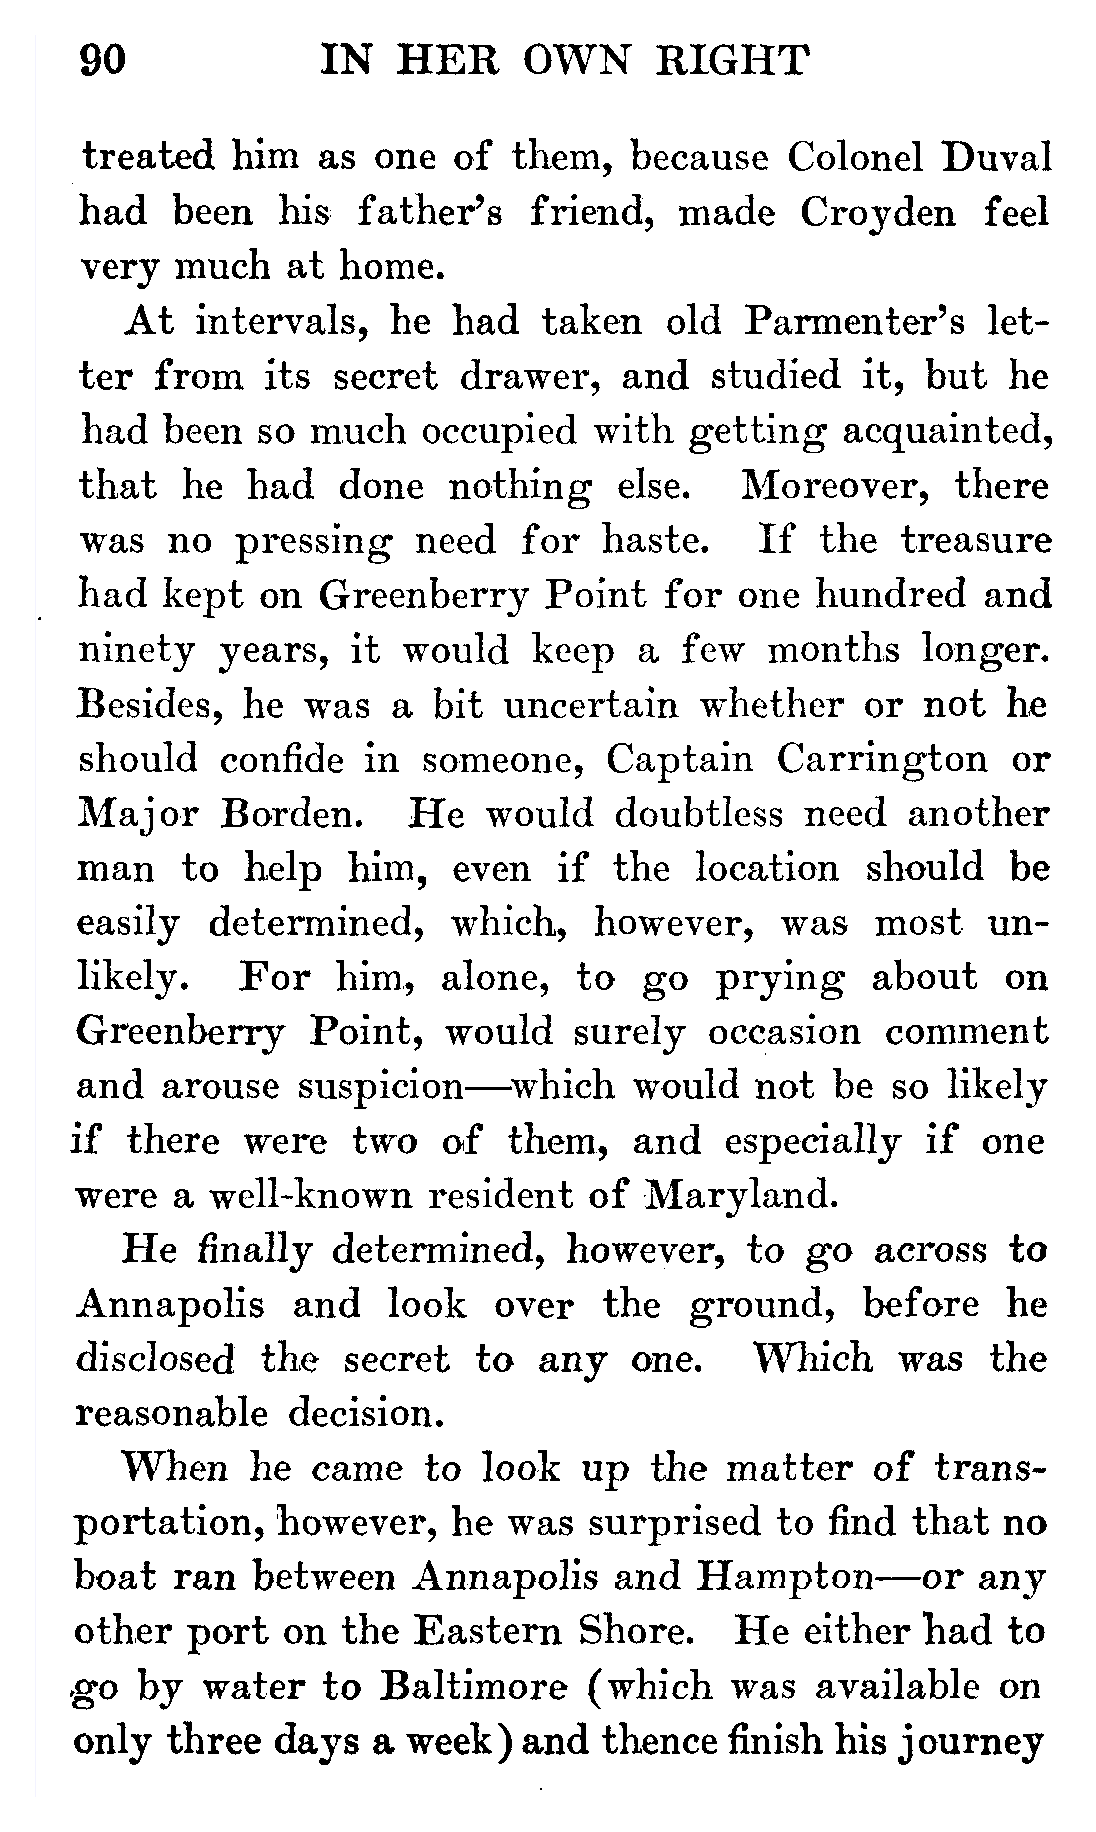 90 IN HER OWN RIGHT
treated him as one of them, because Colonel Duval
had been his father's friend, made Croyden feel
very much at home.
At intervals, he had taken old Parmenter's let-
ter from its secret drawer, and studied it, but he
had been so much occupied with getting acquainted,
that he had done nothing else. Moreover, there
was no pressing need for haste. If the treasure
had kept on Greenberry Point for one hundred and
ninety years, it would keep a few months longer.
Besides, he was a bit uncertain whether or not he
should confide in someone, Captain Carrington or
Major Borden. He would doubtless need another
man to help him, even if the location should be
easily determined, which, however, was most un-
likely. For him, alone, to go prying about on
Greenberry Point, would surely occasion comment
and arouse suspicion—which would not be so likely
if there were two of them, and especially if one
were a well-known resident of Maryland.
He finally determined, however, to go across to
Annapolis and look over the ground, before he
disclosed the secret to any one. Which was the
reasonable decision.
When he came to look up the matter of trans-
portation, however, he was surprised to find that no
boat ran between Annapolis and Hampton—or any
other port on the Eastern Shore. He either had to
go by water to Baltimore (which was available on
only three days a week) and thence finish his journey